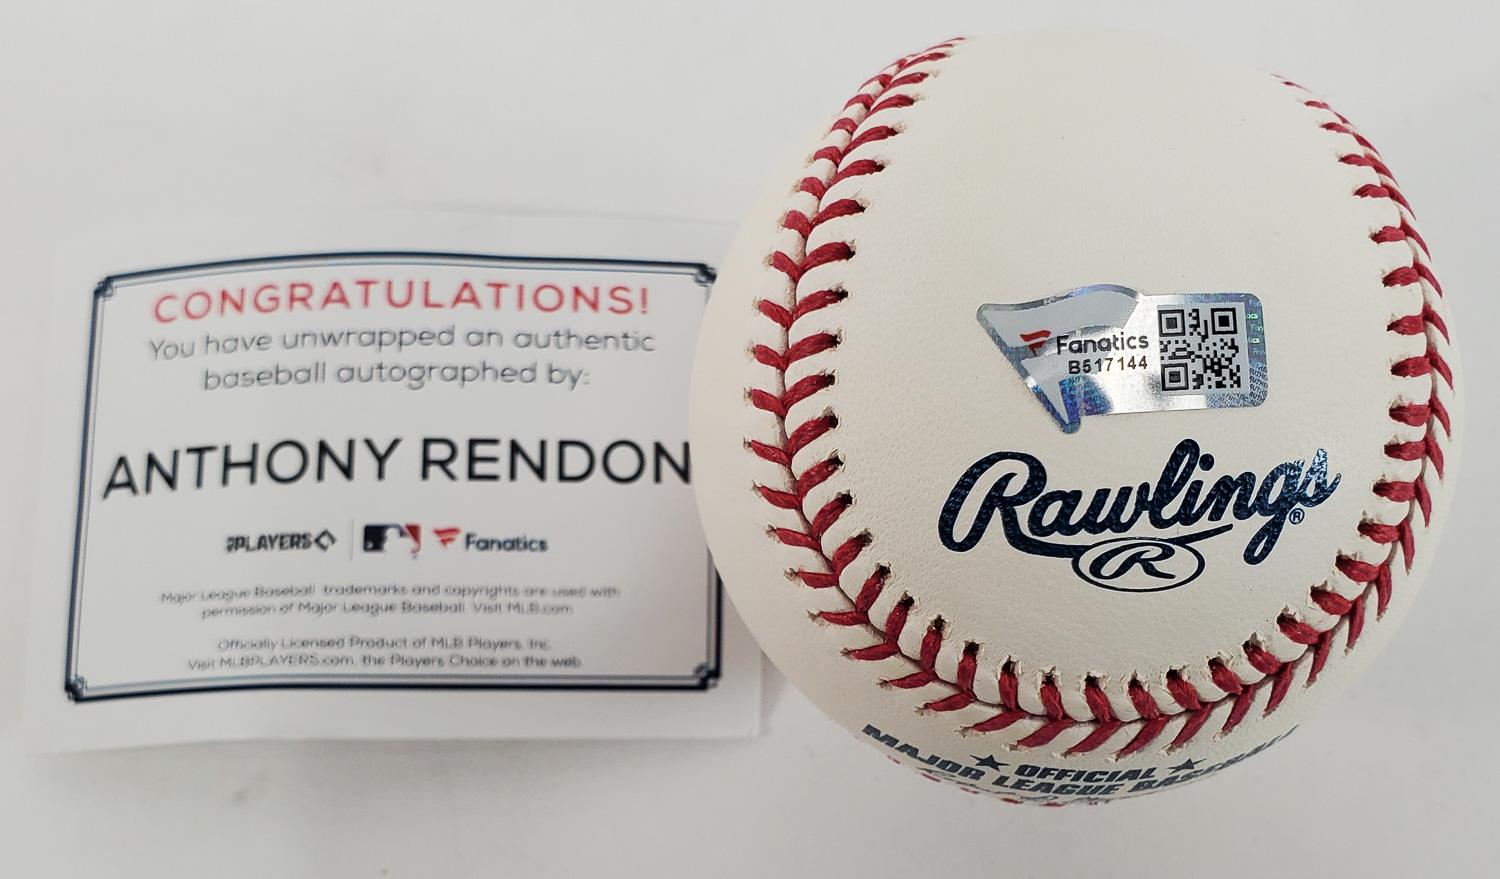 CONGRATULATIONS!
You have unwrapped an authentic
baseball autographed by:
ANTHONY RENDON
PLAYERS
Fanatics
Major League Baseball trademarks and copyrights are used with
permission of Major League Baseball. Visit MLB.com
Officially Licensed Product of MLB Players, Inc.
Visit MLBPLAYERS.com, the Players Choice on the web.
Fanatics
B517144
Rawlings®
R
OFFICIAL
MAJOR LEAGUE BASEBALL